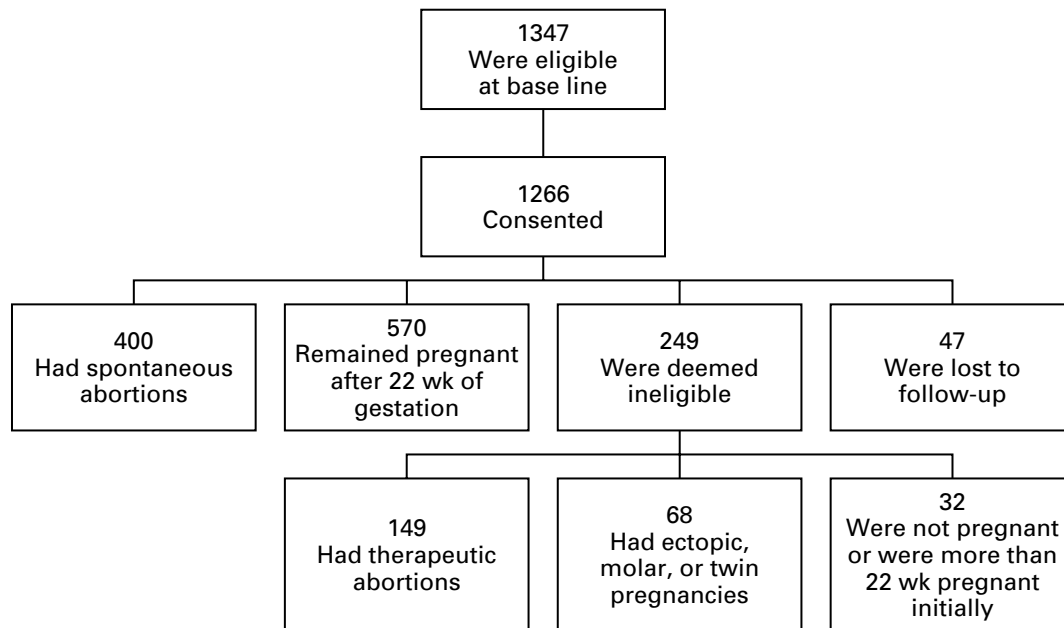 1347
Were eligible
at base line
1266
Consented
400
Had spontaneous
abortions
570
Remained pregnant
after 22 wk of
gestation
249
Were deemed
ineligible
47
Were lost to
follow-up
149
Had therapeutic
abortions
68
Had ectopic,
molar, or twin
pregnancies
32
Were not pregnant
or were more than
22 wk pregnant
initially